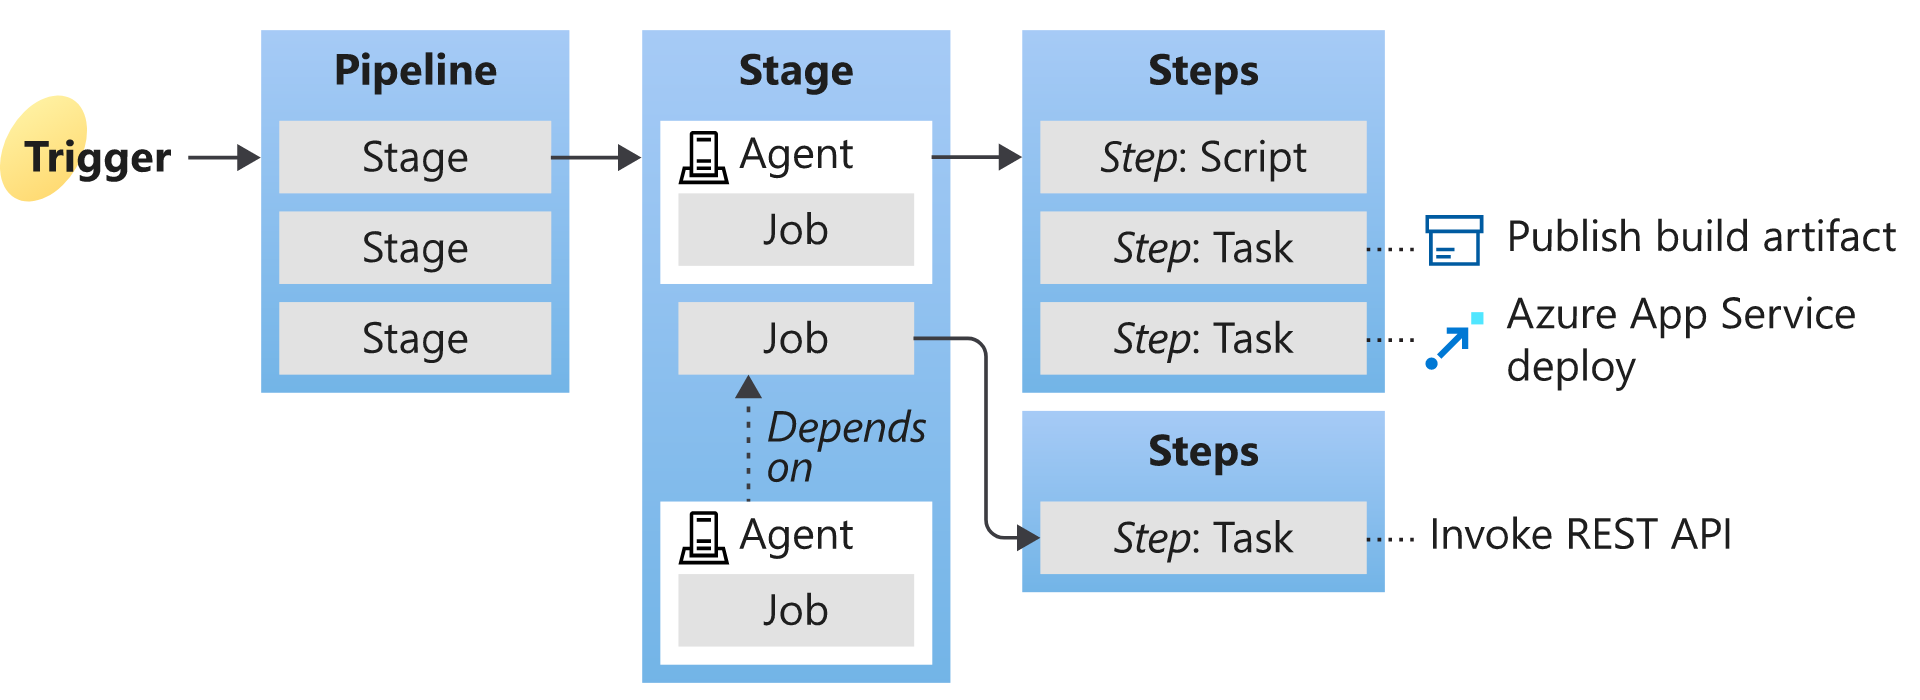 Trigger
Pipeline
Stage
Stage
Stage
Stage
Agent
Job
Job
Depends
on
Agent
Job
Steps
Step: Script
Step: Task
Publish build artifact
Step: Task
Azure App Service
deploy
Steps
Step: Task
Invoke REST API